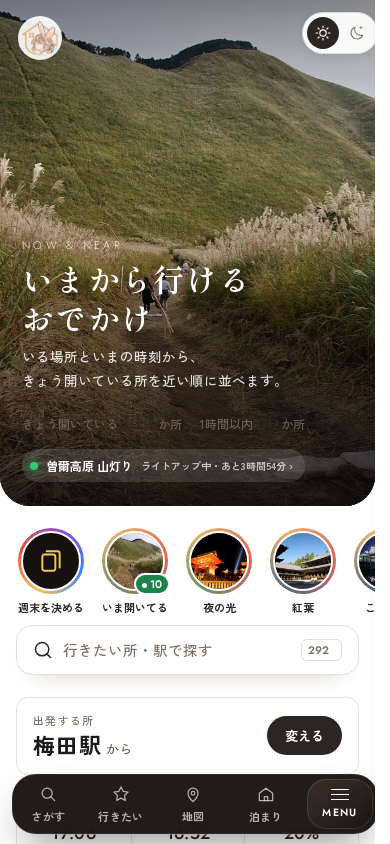 NOW & NEAR
いまから行ける
おでかけ
いる場所といまの時刻から、
きょう開いている所を近い順に並べます。
きょう開いている か所 1時間以内 か所
曽爾高原 山灯り ライトアップ中・あと3時間54分 ›
10
週末を決める いま開いてる 夜の光 紅葉 こ
行きたい所・駅で探す 292
出発する所
梅田駅 から 変える
さがす 行きたい 地図 泊まり MENU